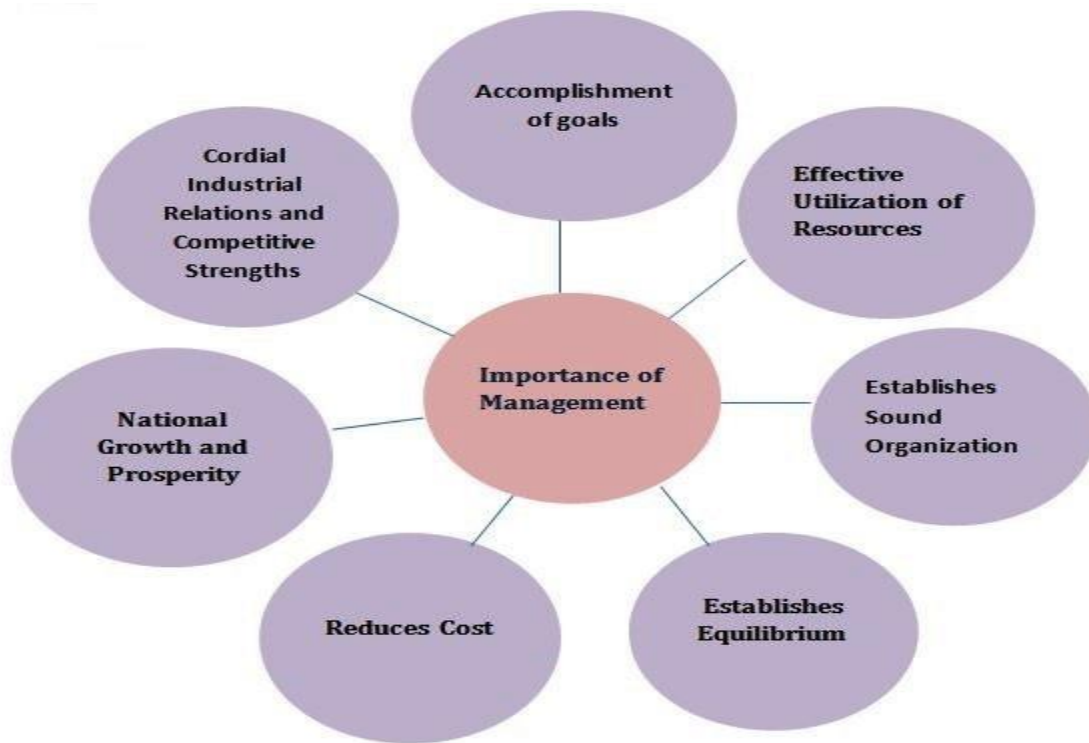 Accomplishment
of goals
Effective
Utilization of
Resources
Establishes
Sound
Organization
Establishes
Equilibrium
Reduces Cost
National
Growth and
Prosperity
Cordial
Industrial
Relations and
Competitive
Strengths
Importance of
Management